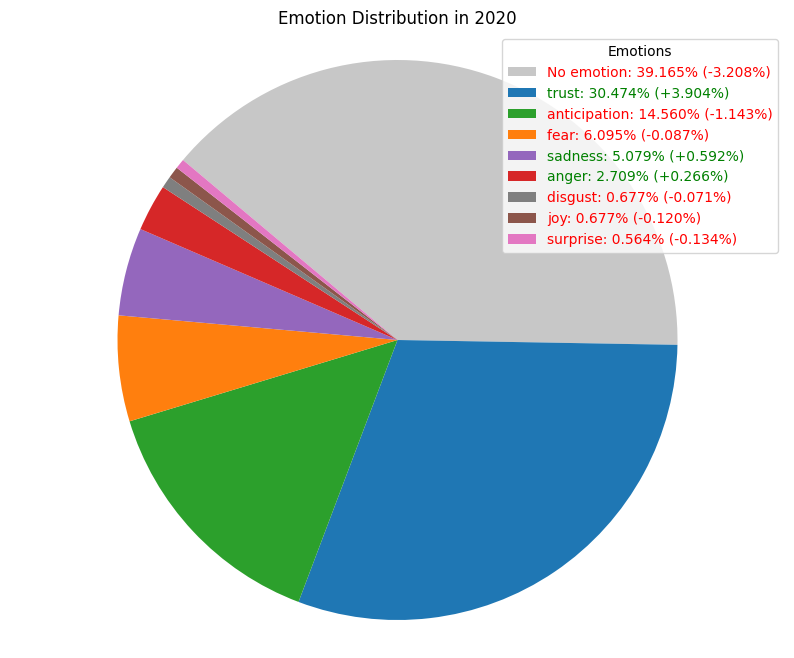 Emotion Distribution in 2020
Emotions
No emotion: 39.165% (-3.208%)
trust: 30.474% (+3.904%)
anticipation: 14.560% (-1.143%)
fear: 6.095% (-0.087%)
sadness: 5.079% (+0.592%)
anger: 2.709% (+0.266%)
disgust: 0.677% (-0.071%)
joy: 0.677% (-0.120%)
surprise: 0.564% (-0.134%)